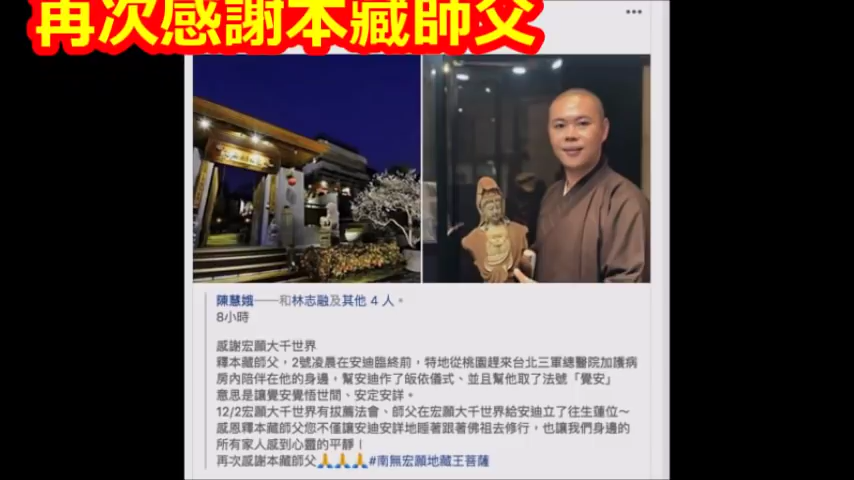 再次感謝本藏師父
陳慧娥——和林志融及其他 4 人。
8小時
感謝宏願大千世界
釋本藏師父，2號凌晨在安迪臨終前，特地從桃園趕來台北三軍總醫院加護病
房內陪伴在他的身邊，幫安迪作了皈依儀式、並且幫他取了法號「覺安」
意思是讓覺安覺悟世間、安定安詳。
12/2宏願大千世界有拔薦法會、師父在宏願大千世界給安迪立了往生蓮位～
感恩釋本藏師父您不僅讓安迪安詳地睡著跟著佛祖去修行，也讓我們身邊的
所有家人感到心靈的平靜！
再次感謝本藏師父🙏🙏🙏#南無宏願地藏王菩薩